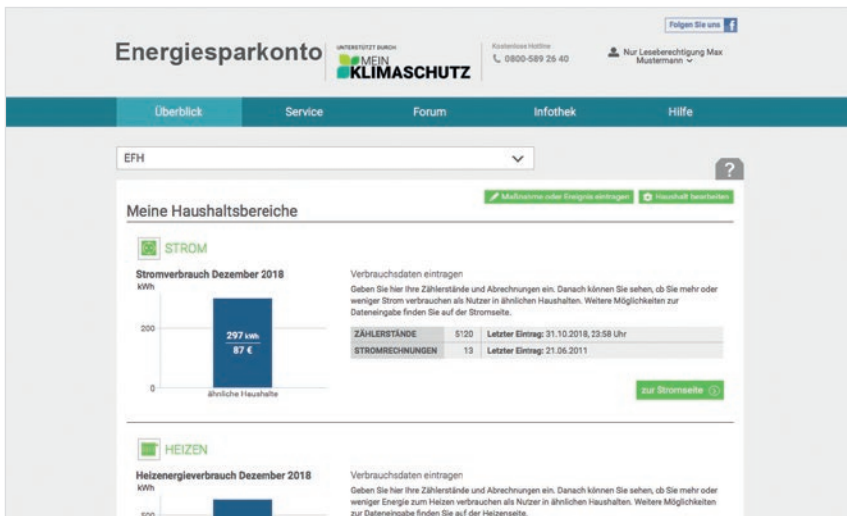 Folgen Sie uns f
Energiesparkonto
UNTERSTÜTZT DURCH
MEIN
KLIMASCHUTZ
Kostenlose Hotline
0800-589 26 40
Nur Leseberechtigung Max
Mustermann
Überblick Service Forum Infothek Hilfe
EFH
?
Maßnahme oder Ereignis eintragen Haushalt bearbeiten
Meine Haushaltsbereiche
STROM
Stromverbrauch Dezember 2018
kWh
200
297 kWh
87 €
0
ähnliche Haushalte
Verbrauchsdaten eintragen
Geben Sie hier Ihre Zählerstände und Abrechnungen ein. Danach können Sie sehen, ob Sie mehr oder
weniger Strom verbrauchen als Nutzer in ähnlichen Haushalten. Weitere Möglichkeiten zur
Dateneingabe finden Sie auf der Stromseite.
ZÄHLERSTÄNDE 5120 Letzter Eintrag: 31.10.2018, 23:58 Uhr
STROMRECHNUNGEN 13 Letzter Eintrag: 21.06.2011
zur Stromseite
HEIZEN
Heizenergieverbrauch Dezember 2018
kWh
500
Verbrauchsdaten eintragen
Geben Sie hier Ihre Zählerstände und Abrechnungen ein. Danach können Sie sehen, ob Sie mehr oder
weniger Energie zum Heizen verbrauchen als Nutzer in ähnlichen Haushalten. Weitere Möglichkeiten
zur Dateneingabe finden Sie auf der Heizenseite.